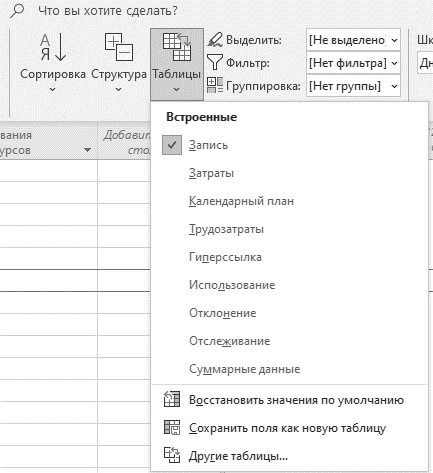 Что вы хотите сделать?
Сортировка
Структура
Таблицы
Выделить:
[Не выделено]
Фильтр:
[Нет фильтра]
Группировка:
[Нет группы]
Шк
Дн
вания
урсов
Добавит
сто
Встроенные
Запись
Затраты
Календарный план
Трудозатраты
Гиперссылка
Использование
Отклонение
Отслеживание
Суммарные данные
Восстановить значения по умолчанию
Сохранить поля как новую таблицу
Другие таблицы...